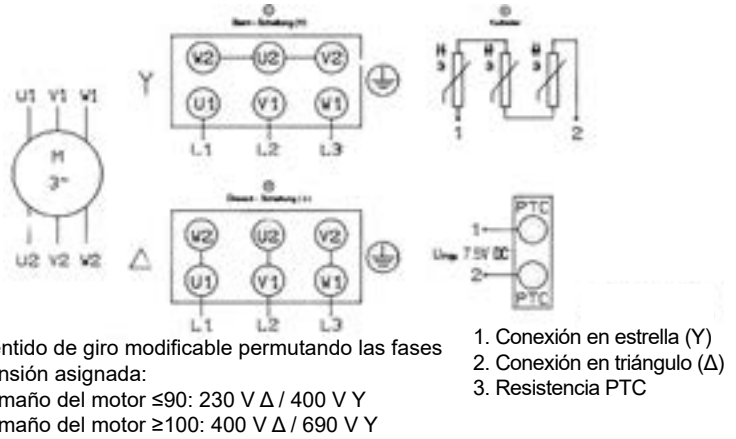 Stern - Schaltung (Y)
W2 U2 V2
Y
U1 V1 W1
L1 L2 L3
U1 V1 W1
M
3~
U2 V2 W2
Δ
W2 U2 V2
U1 V1 W1
L1 L2 L3
1 2
PTC
1
7.5V DC
2
PTC
entido de giro modificable permutando las fases
nsión asignada:
maño del motor ≤90: 230 V Δ / 400 V Y
maño del motor ≥100: 400 V Δ / 690 V Y
1. Conexión en estrella (Y)
2. Conexión en triángulo (Δ)
3. Resistencia PTC